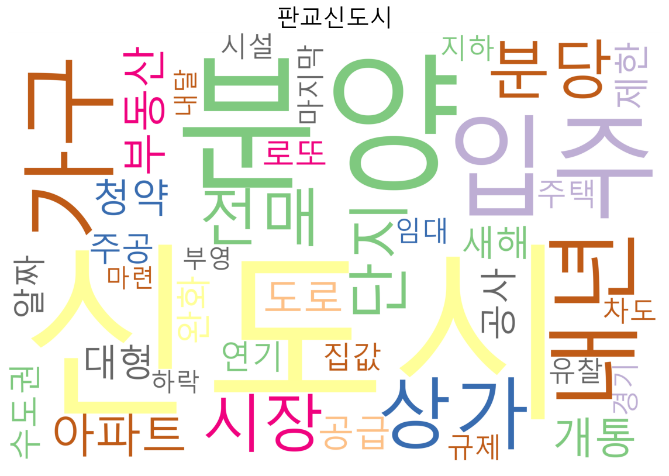 판교신도시
시설
지하
분당
제한
가구
부동산
내달
분양
마지막
로또
입주
주택
청약
전매
단지
임대
새해
내년
주공
부영
마련
알짜
신도시
완화
도로
공사
차도
대형
연기
집값
유찰
하락
경기
수도권
아파트
시장
공급
상가
규제
개통